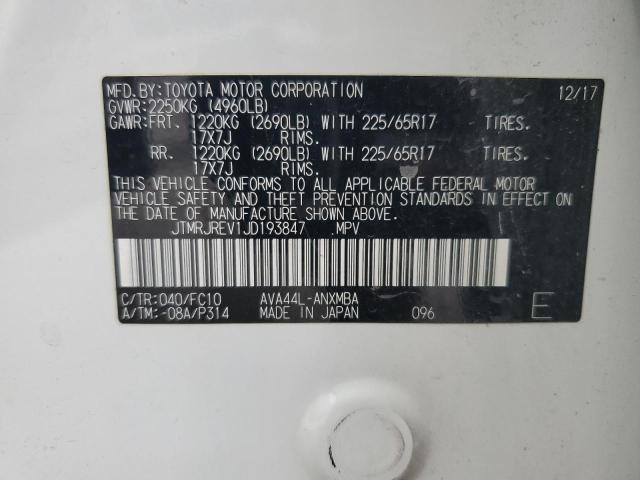 MFD.BY:TOYOTA MOTOR CORPORATION 12/17
GVWR:2250KG (4960LB)
GAWR:FRT. 1220KG (2690LB) WITH 225/65R17 TIRES.
17X7J RIMS.
RR. 1220KG (2690LB) WITH 225/65R17 TIRES.
17X7J RIMS.
THIS VEHICLE CONFORMS TO ALL APPLICABLE FEDERAL MOTOR
VEHICLE SAFETY AND THEFT PREVENTION STANDARDS IN EFFECT ON
THE DATE OF MANUFACTURE SHOWN ABOVE.
JTMRJREV1JD193847 MPV
C/TR:040/FC10 AVA44L-ANXMBA
A/TM:-08A/P314 MADE IN JAPAN 096 E